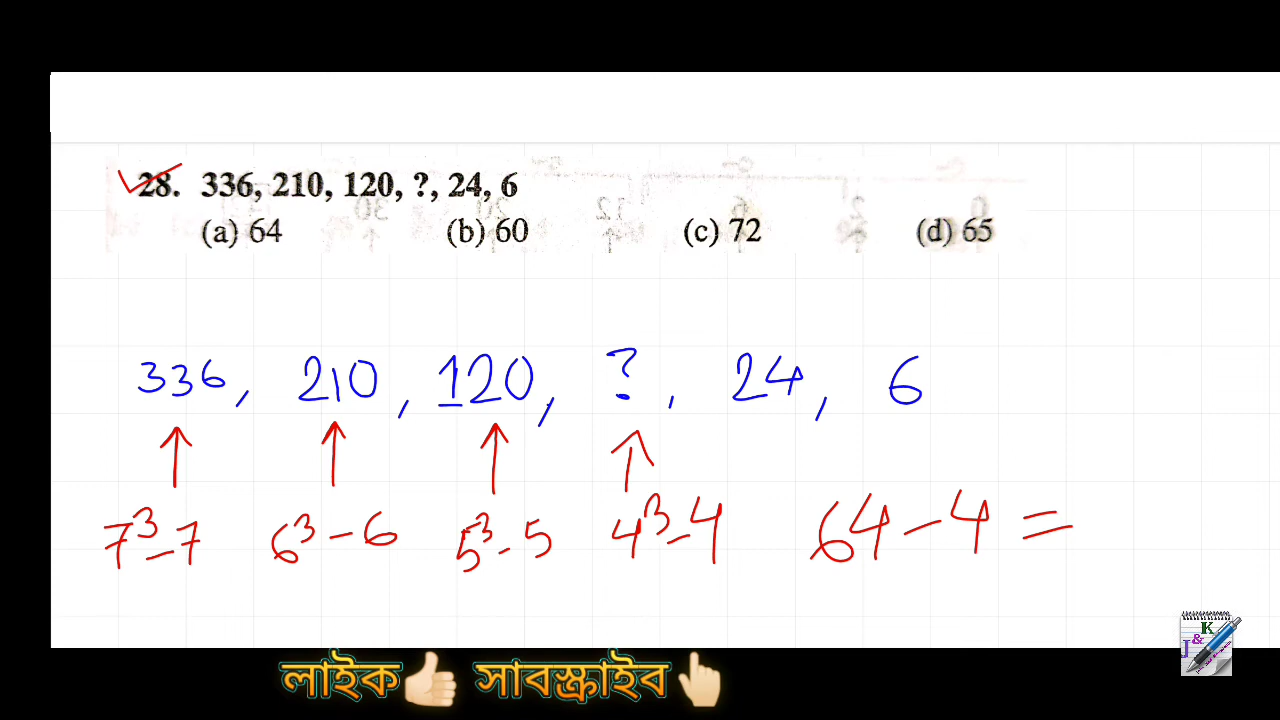 28. 336, 210, 120, ?, 24, 6
(a) 64 (b) 60 (c) 72 (d) 65
336, 210, 120, ?, 24, 6
7³-7 6³-6 5³-5 4³-4 64-4=
J&K
লাইক👍 সাবস্ক্রাইব👆